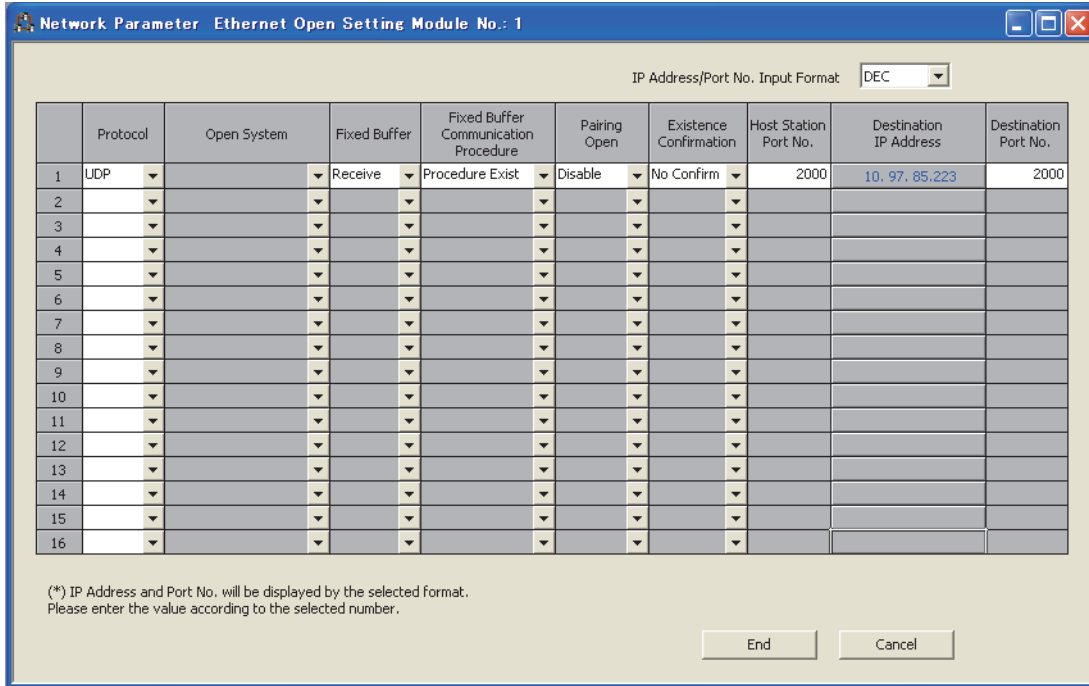 Network Parameter Ethernet Open Setting Module No.: 1
IP Address/Port No. Input Format DEC
Protocol Open System Fixed Buffer Fixed Buffer Communication Procedure Pairing Open Existence Confirmation Host Station Port No. Destination IP Address Destination Port No.
1 UDP Receive Procedure Exist Disable No Confirm 2000 10. 97. 85.223 2000
2
3
4
5
6
7
8
9
10
11
12
13
14
15
16
(*) IP Address and Port No. will be displayed by the selected format.
Please enter the value according to the selected number.
End Cancel